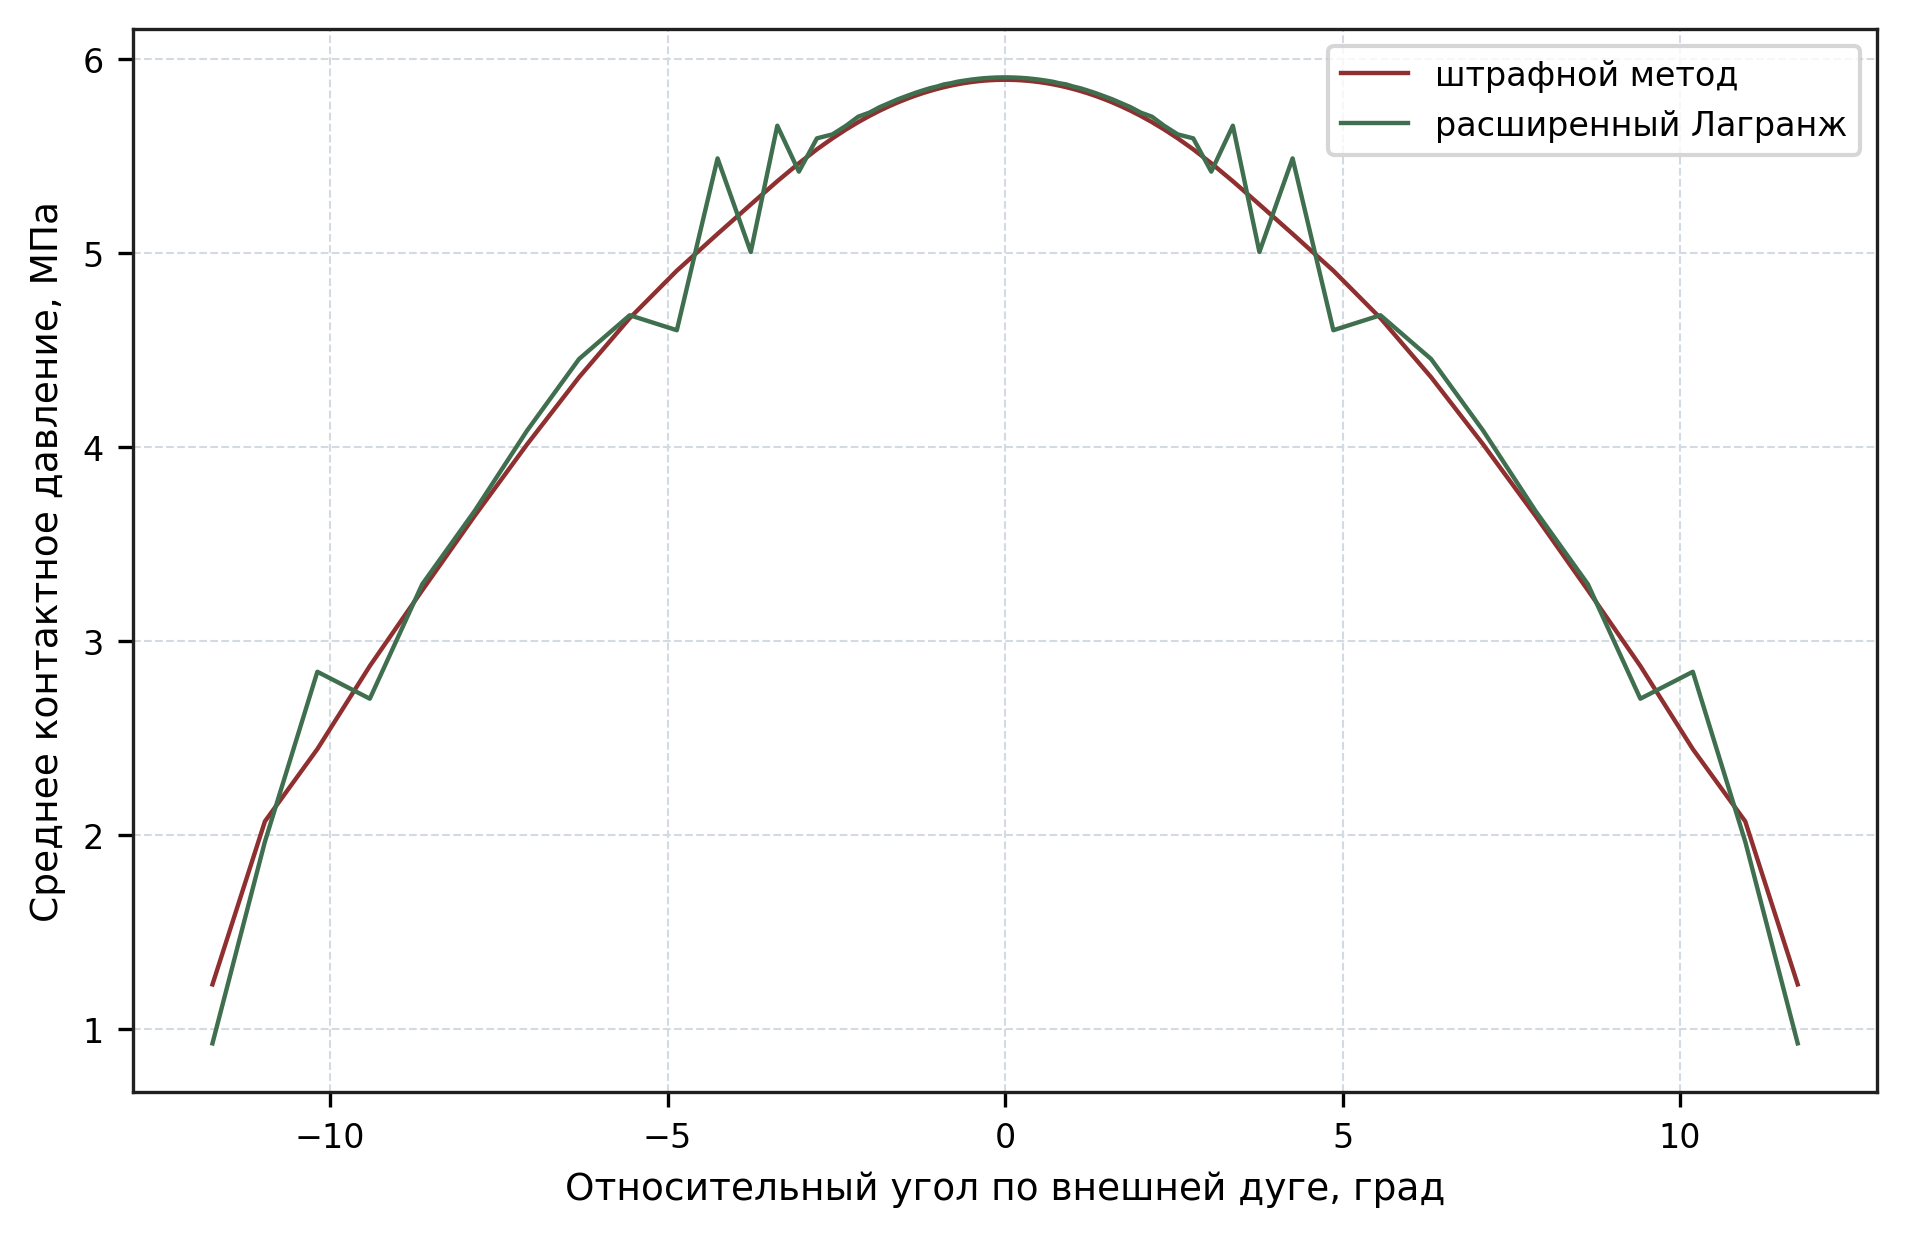 6
5
4
3
2
1
Среднее контактное давление, МПа
штрафной метод
расширенный Лагранж
−10
−5
0
5
10
Относительный угол по внешней дуге, град